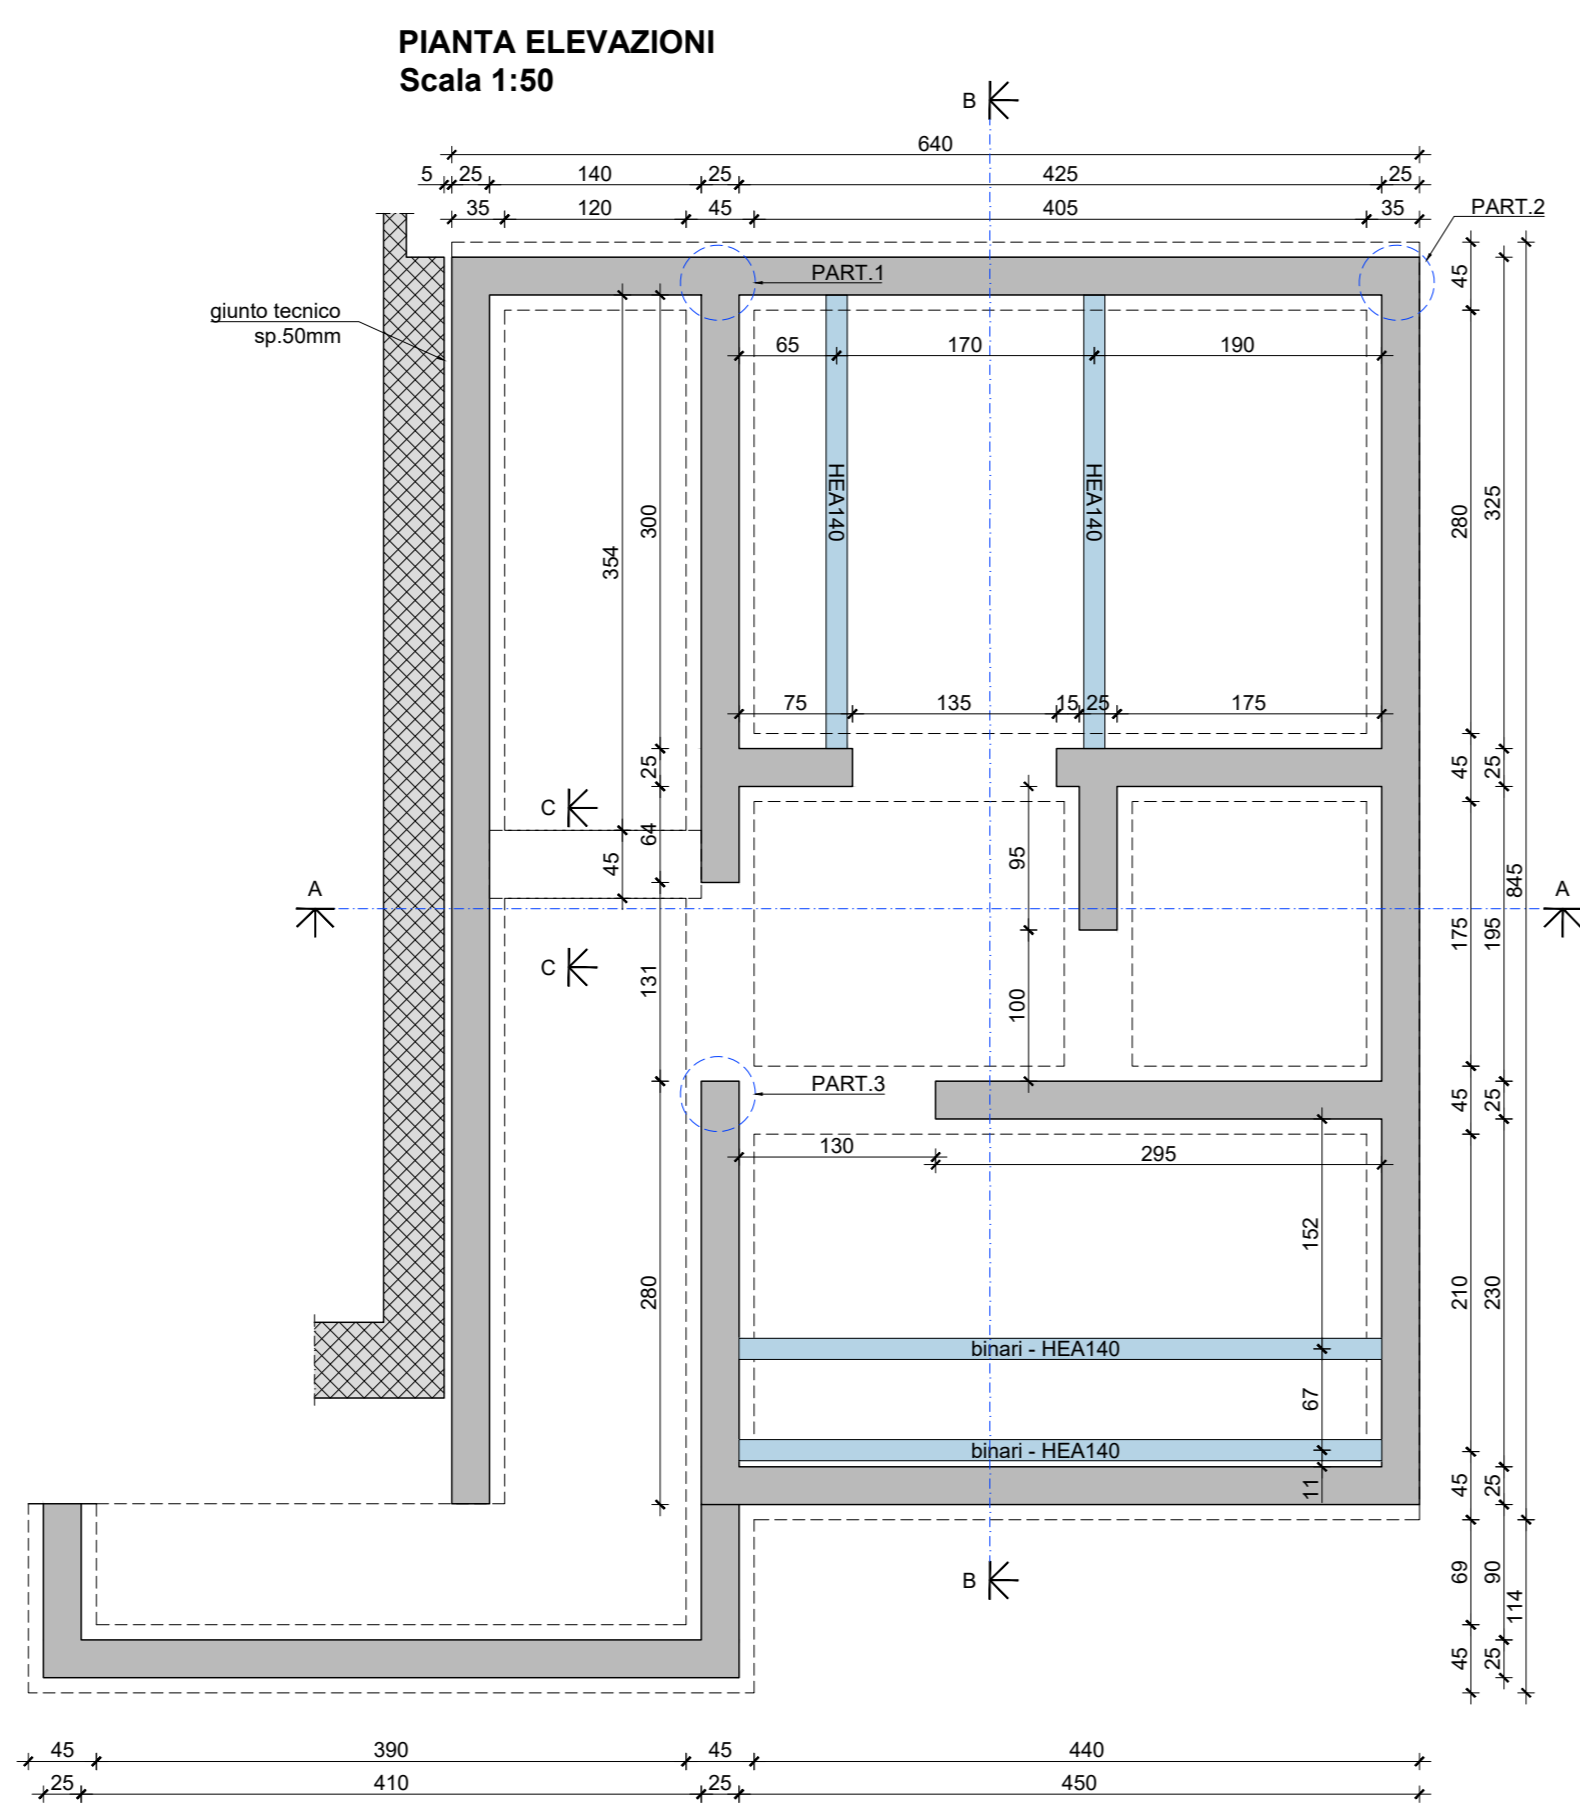 PIANTA ELEVAZIONI
Scala 1:50
B
640
5 25 140 25 425 25
35 120 45 405 35
PART.2
PART.1
45
giunto tecnico
sp.50mm
65 170 190
HEA140
HEA140
300
354
280
325
75 135 15 25 175
25
45
25
C
64
45
95
A
A
845
C
131
175
195
100
PART.3
45
25
130
295
152
280
210
230
binari - HEA140
67
binari - HEA140
11
45
25
B
69
90
114
45
25
45 390 45 440
25 410 25 450